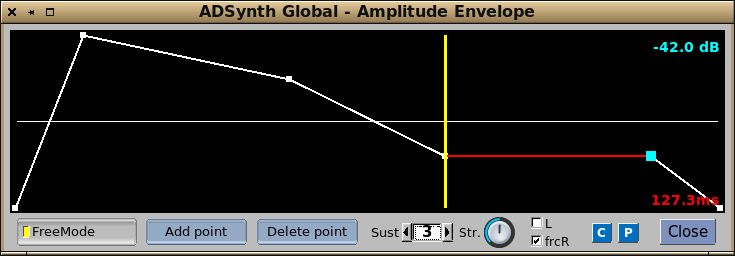 ADSynth Global - Amplitude Envelope
-42.0 dB
127.3ms
FreeMode Add point Delete point Sust 3 Str. L C P Close
frcR